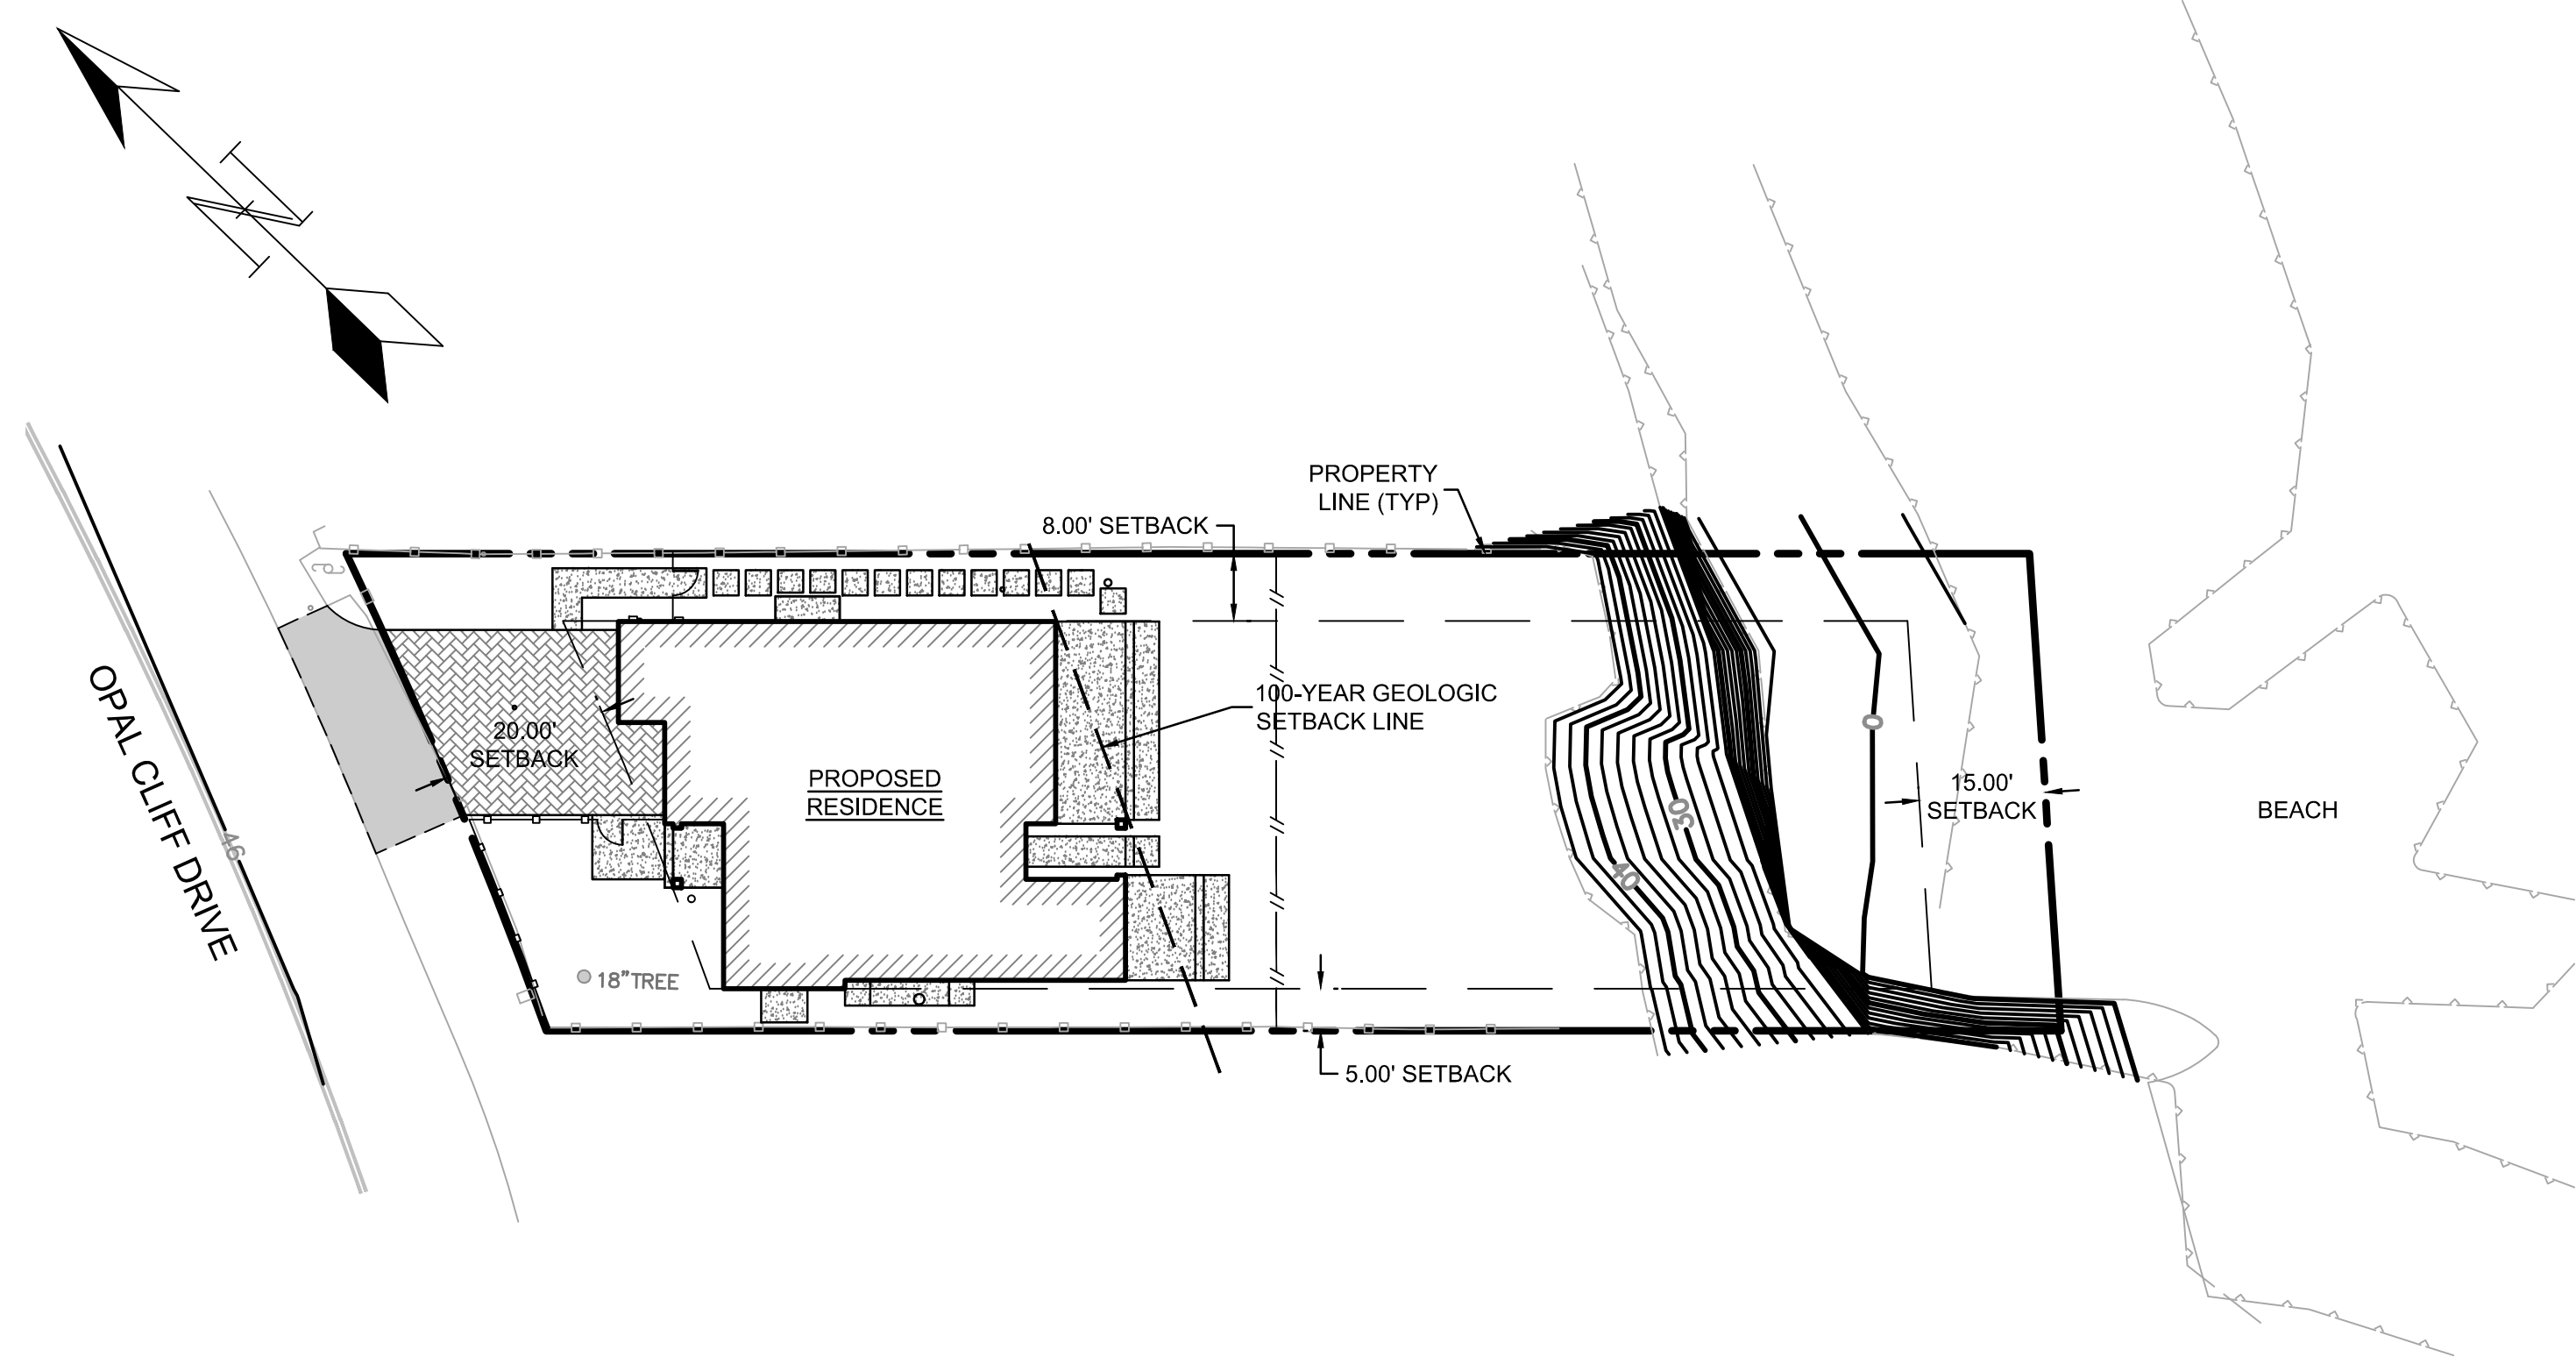 N
PROPERTY
LINE (TYP)
8.00' SETBACK
100-YEAR GEOLOGIC
SETBACK LINE
20.00'
SETBACK
OPAL CLIFF DRIVE
46
PROPOSED
RESIDENCE
0
30
40
15.00'
SETBACK
BEACH
18" TREE
5.00' SETBACK